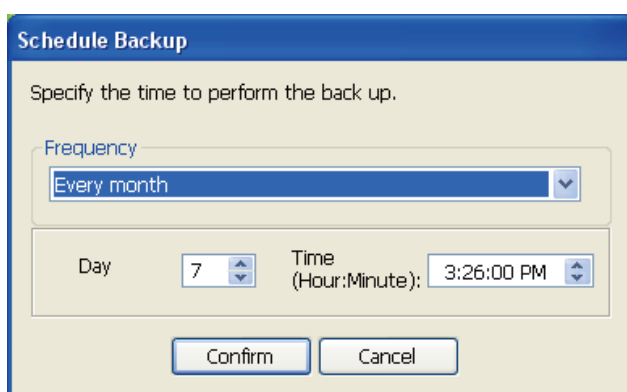 Schedule Backup
Specify the time to perform the back up.
Frequency
Every month
Day
7
Time
(Hour:Minute):
3:26:00 PM
Confirm
Cancel